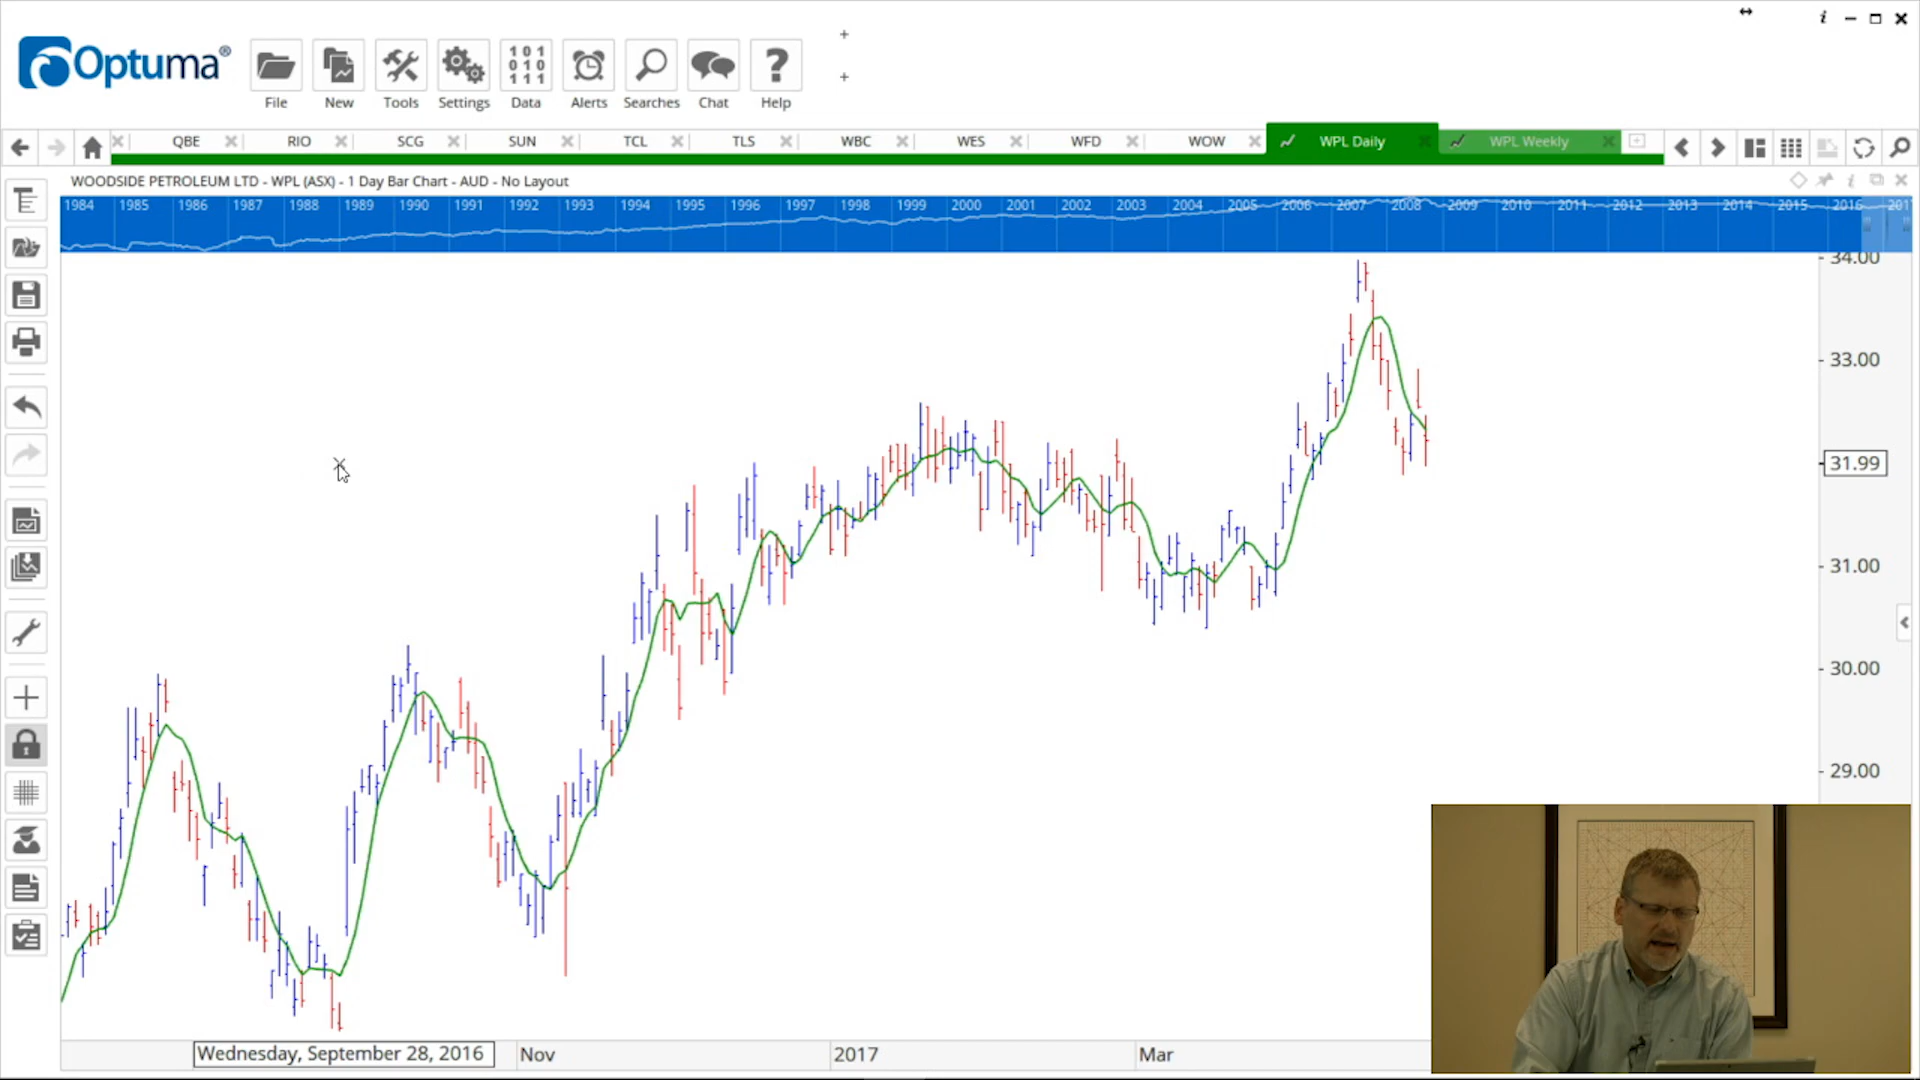 Optuma®
File New Tools Settings Data Alerts Searches Chat Help
101
010
111
QBE RIO SCG SUN TCL TLS WBC WES WFD WOW WPL Daily WPL Weekly
WOODSIDE PETROLEUM LTD - WPL (ASX) - 1 Day Bar Chart - AUD - No Layout
1984 1985 1986 1987 1988 1989 1990 1991 1992 1993 1994 1995 1996 1997 1998 1999 2000 2001 2002 2003 2004 2005 2006 2007 2008 2009 2010 2011 2012 2013 2014 2015 2016 201
34.00
33.00
31.99
31.00
30.00
29.00
Wednesday, September 28, 2016 Nov 2017 Mar